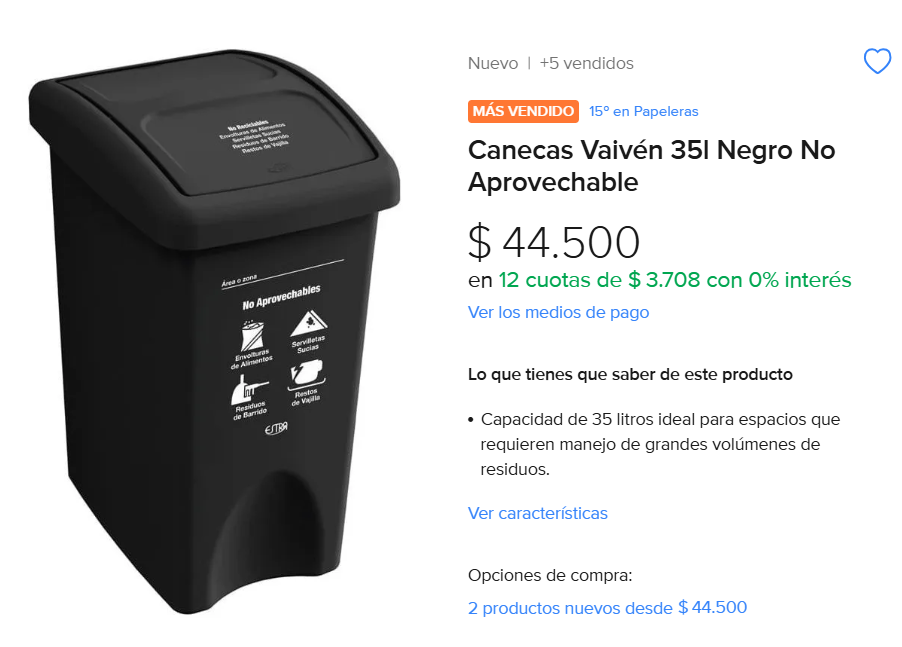 No Reciclables
Envolturas de Alimentos
Servilletas Sucias
Residuos de Barrido
Restos de Vajilla
Área o zona
No Aprovechables
Envolturas
de Alimentos
Servilletas
Sucias
Residuos
de Barrido
Restos
de Vajilla
ESTRA
Nuevo | +5 vendidos
MÁS VENDIDO 15º en Papeleras
Canecas Vaivén 35l Negro No
Aprovechable
$ 44.500
en 12 cuotas de $ 3.708 con 0% interés
Ver los medios de pago
Lo que tienes que saber de este producto
• Capacidad de 35 litros ideal para espacios que
requieren manejo de grandes volúmenes de
residuos.
Ver características
Opciones de compra:
2 productos nuevos desde $ 44.500